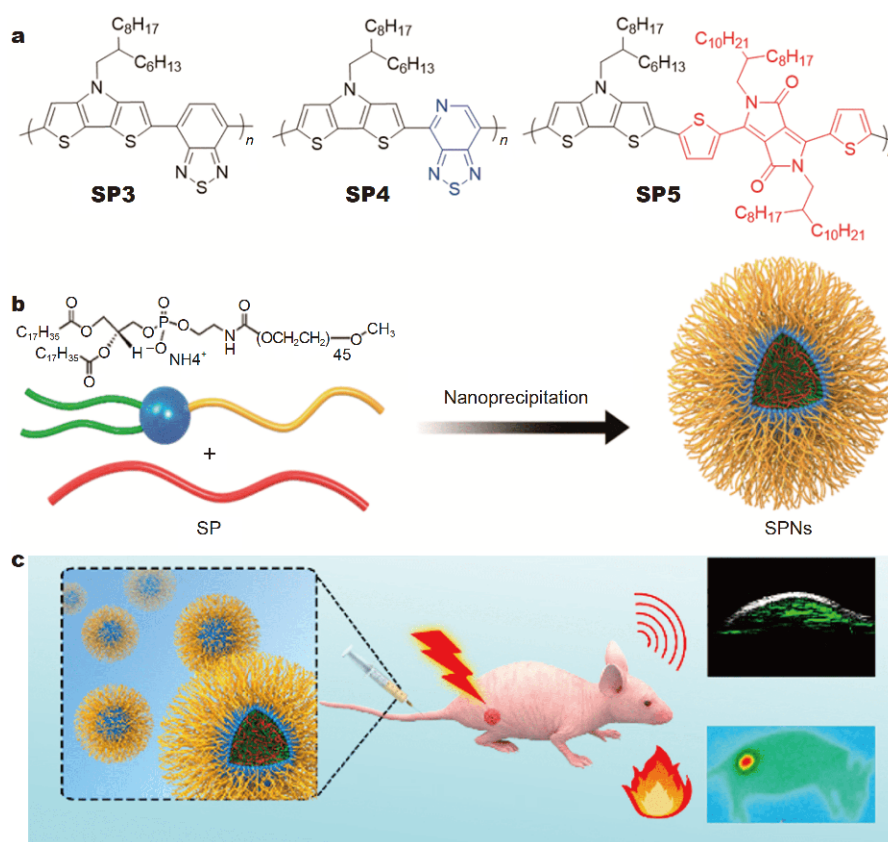 a
C8H17
C6H13
N
S
S
n
N
N
S
SP3
C8H17
C6H13
N
S
S
N
n
N
N
S
SP4
C8H17
C6H13
N
S
S
C10H21
C8H17
N
O
S
S
O
N
C8H17
C10H21
SP5
b
C17H35
O
O
O
O
P
O
O
N
H
O
(OCH2CH2)
45
O
CH3
C17H35
O
O
H
−O
NH4+
+
SP
Nanoprecipitation
SPNs
c